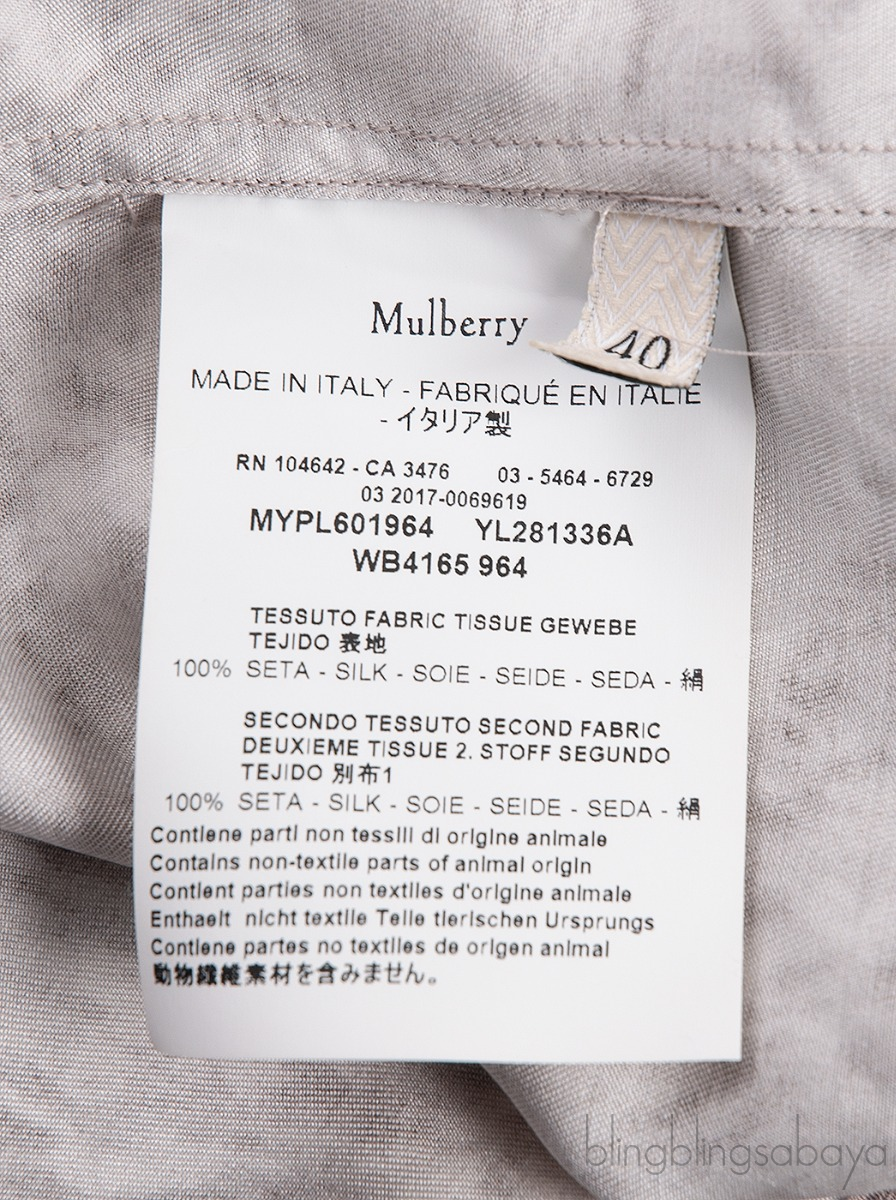 Mulberry
40
MADE IN ITALY - FABRIQUÉ EN ITALIE
- イタリア製
RN 104642 - CA 3476 03 - 5464 - 6729
03 2017-0069619
MYPL601964 YL281336A
WB4165 964
TESSUTO FABRIC TISSUE GEWEBE
TEJIDO 表地
100% SETA - SILK - SOIE - SEIDE - SEDA - 絹
SECONDO TESSUTO SECOND FABRIC
DEUXIEME TISSUE 2. STOFF SEGUNDO
TEJIDO 別布1
100% SETA - SILK - SOIE - SEIDE - SEDA - 絹
Contiene parti non tessili di origine animale
Contains non-textile parts of animal origin
Contient parties non textiles d'origine animale
Enthaelt nicht textile Teile tierischen Ursprungs
Contiene partes no textiles de origen animal
動物繊維素材を含みません。
blingblingsabaya